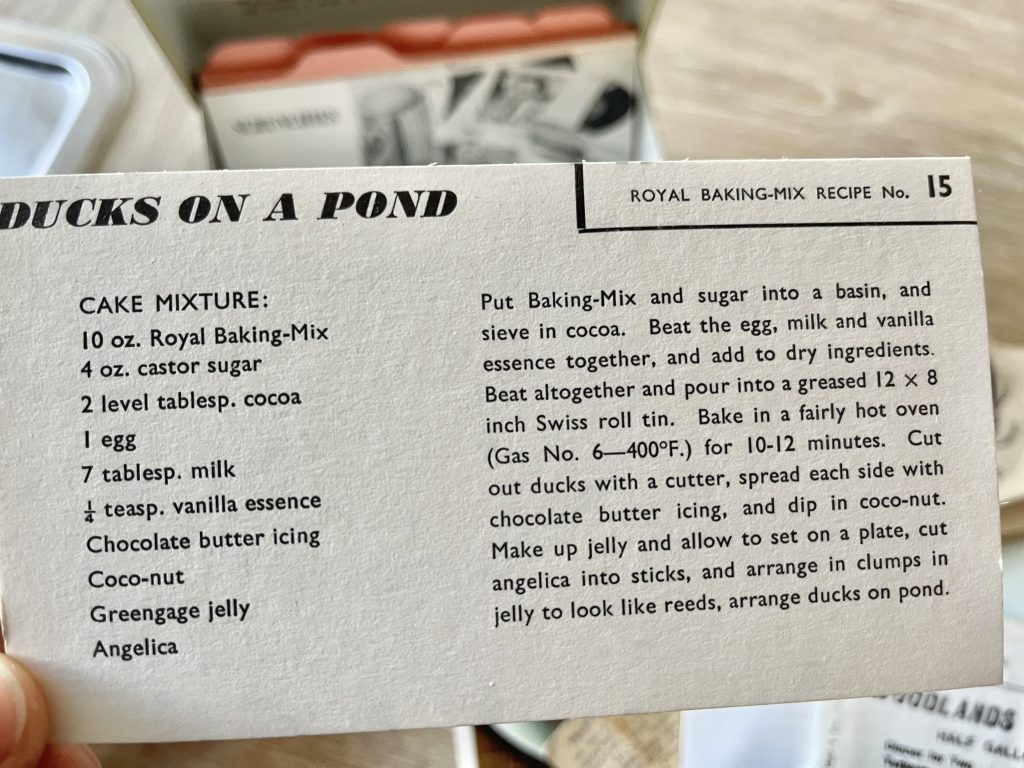 DUCKS ON A POND
ROYAL BAKING-MIX RECIPE No. 15
CAKE MIXTURE:
10 oz. Royal Baking-Mix
4 oz. castor sugar
2 level tablesp. cocoa
1 egg
7 tablesp. milk
¼ teasp. vanilla essence
Chocolate butter icing
Coco-nut
Greengage jelly
Angelica
Put Baking-Mix and sugar into a basin, and
sieve in cocoa. Beat the egg, milk and vanilla
essence together, and add to dry ingredients.
Beat altogether and pour into a greased 12 × 8
inch Swiss roll tin. Bake in a fairly hot oven
(Gas No. 6—400°F.) for 10-12 minutes. Cut
out ducks with a cutter, spread each side with
chocolate butter icing, and dip in coco-nut.
Make up jelly and allow to set on a plate, cut
angelica into sticks, and arrange in clumps in
jelly to look like reeds, arrange ducks on pond.